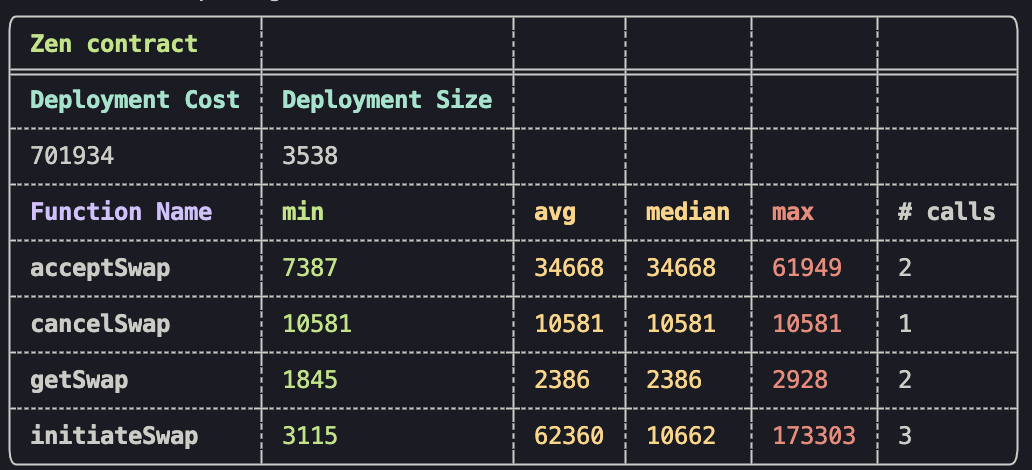 Zen contract
Deployment Cost Deployment Size
701934 3538
Function Name min avg median max # calls
acceptSwap 7387 34668 34668 61949 2
cancelSwap 10581 10581 10581 10581 1
getSwap 1845 2386 2386 2928 2
initiateSwap 3115 62360 10662 173303 3